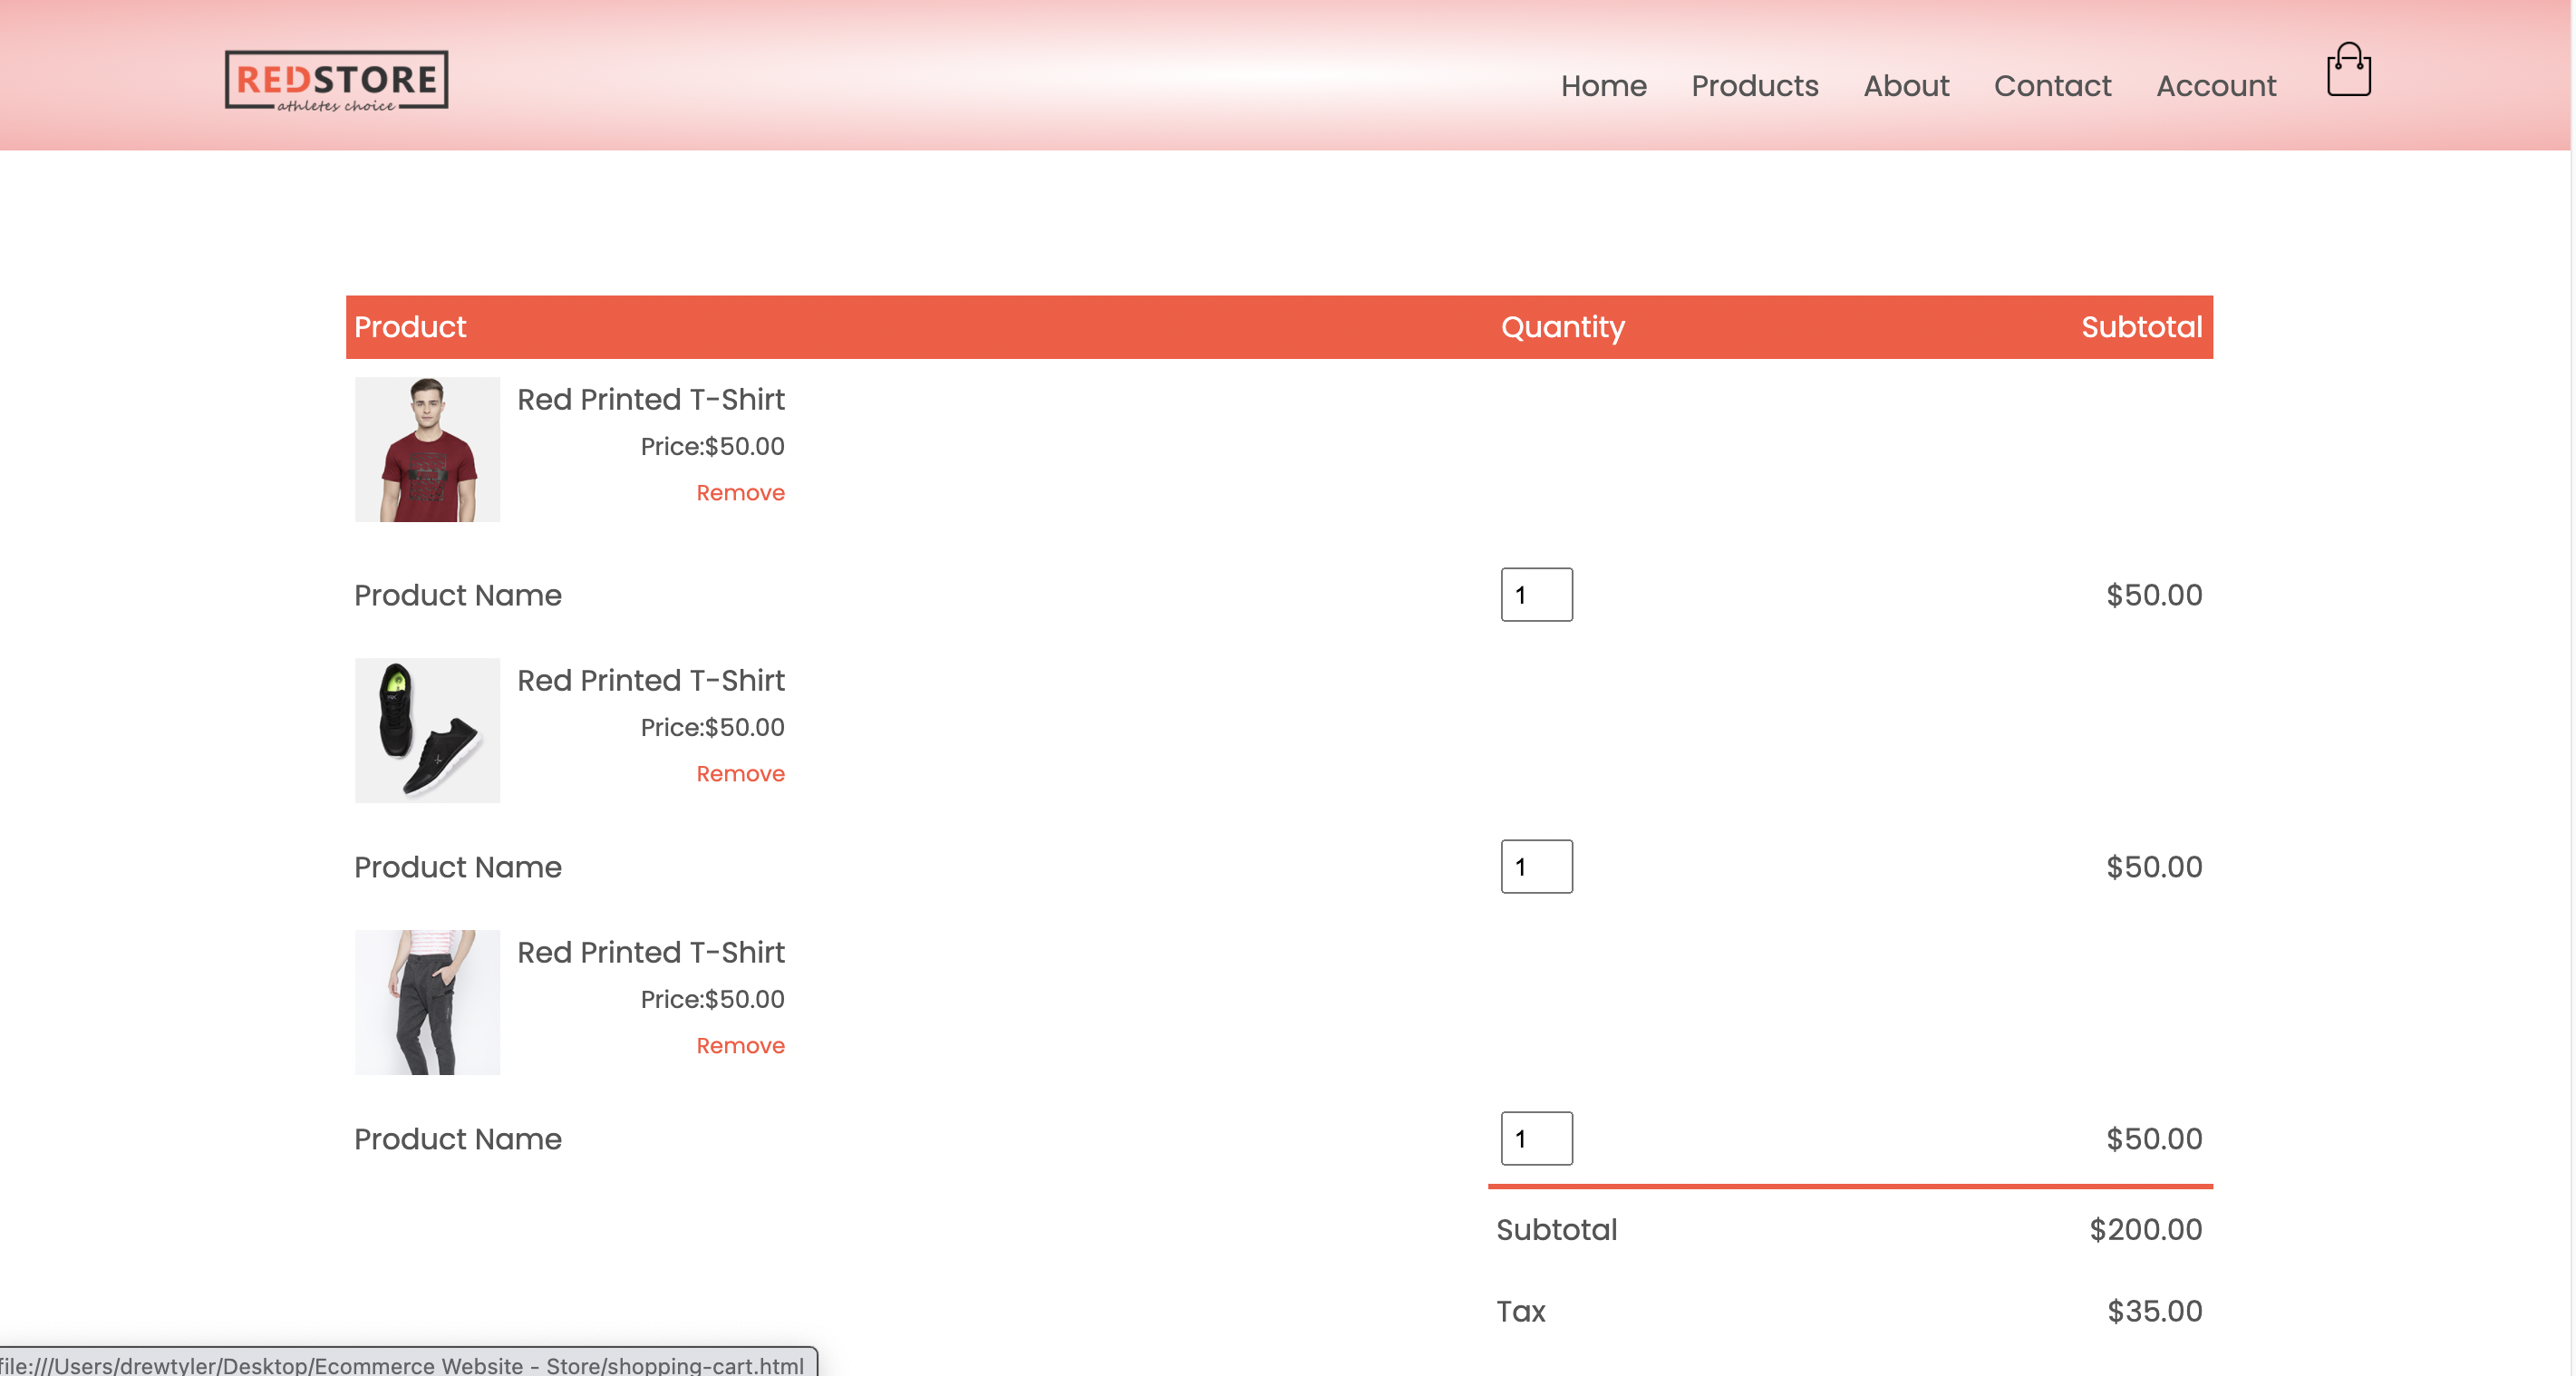 REDSTORE
athletes choice
Home Products About Contact Account
Product Quantity Subtotal
Red Printed T-Shirt
Price:$50.00
Remove
Product Name 1 $50.00
Red Printed T-Shirt
Price:$50.00
Remove
Product Name 1 $50.00
Red Printed T-Shirt
Price:$50.00
Remove
Product Name 1 $50.00
Subtotal $200.00
Tax $35.00
file:///Users/drewtyler/Desktop/Ecommerce Website - Store/shopping-cart.html